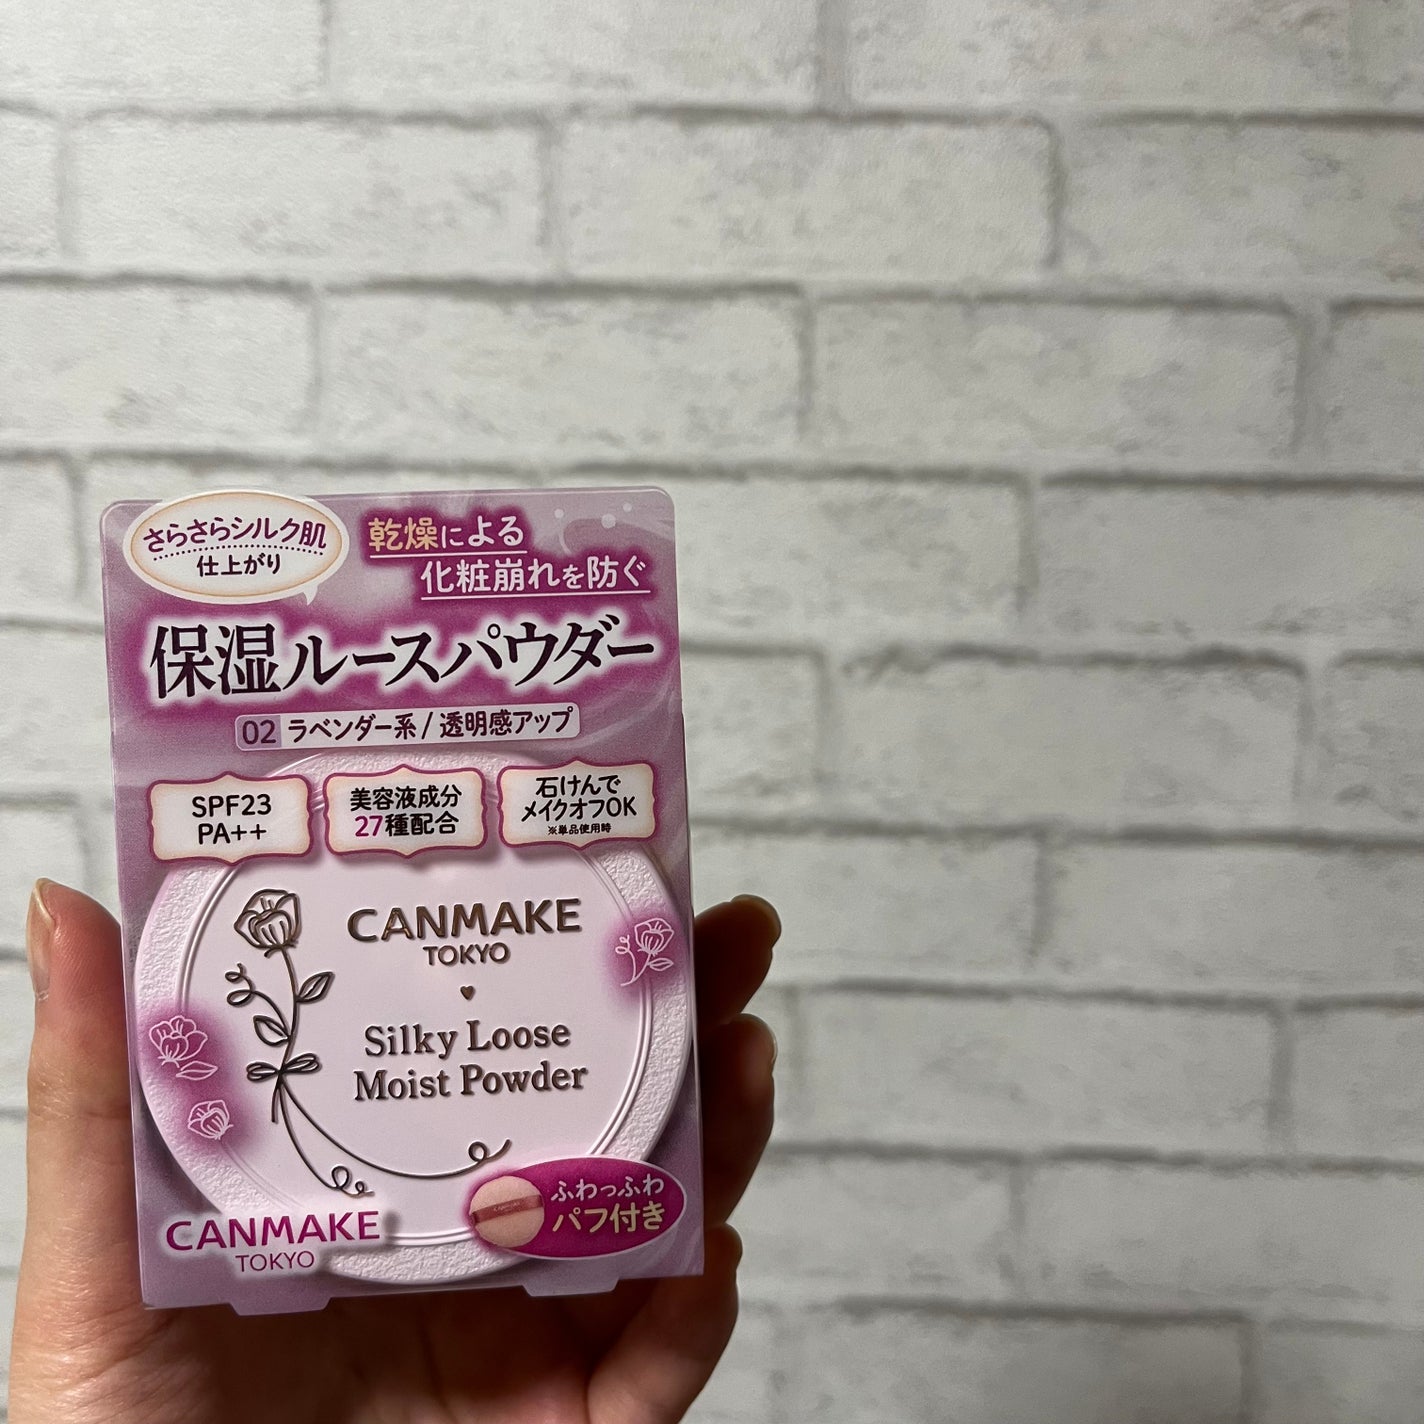 さらさらシルク肌
仕上がり
乾燥による
化粧崩れを防ぐ
保湿ルースパウダー
02 ラベンダー系/透明感アップ
SPF23
PA++
美容液成分
27種配合
石けんで
メイクオフOK
※単品使用時
CANMAKE
TOKYO
Silky Loose
Moist Powder
ふわっふわ
パフ付き
CANMAKE
TOKYO